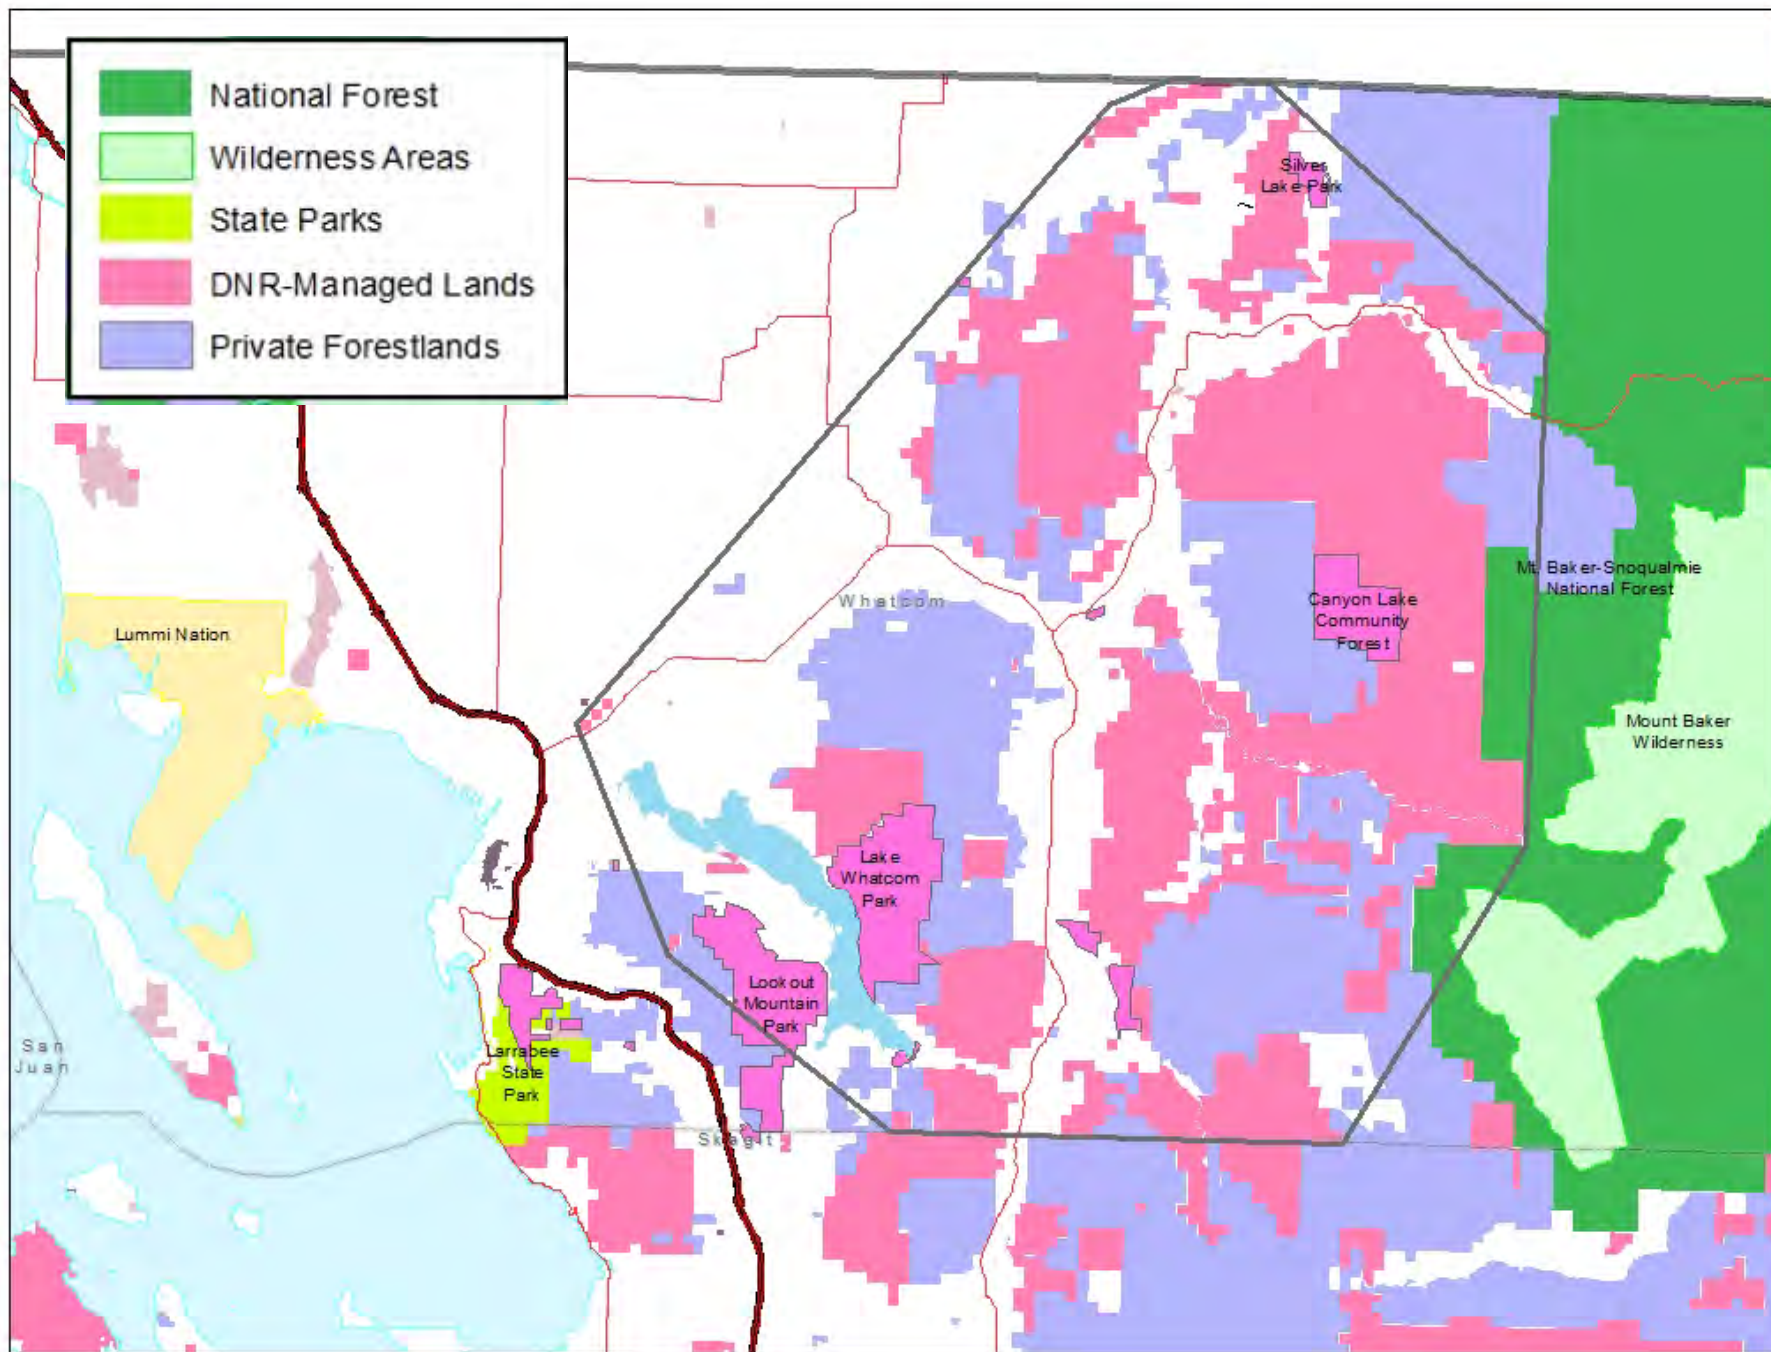 National Forest
Wilderness Areas
State Parks
DNR-Managed Lands
Private Forestlands
Silver
Lake Park
Mt. Baker-Snoqualmie
National Forest
Whatcom
Canyon Lake
Community
Forest
Lummi Nation
Mount Baker
Wilderness
Lake
Whatcom
Park
Lookout
Mountain
Park
Larrabee
State
Park
San
Juan
Skagit